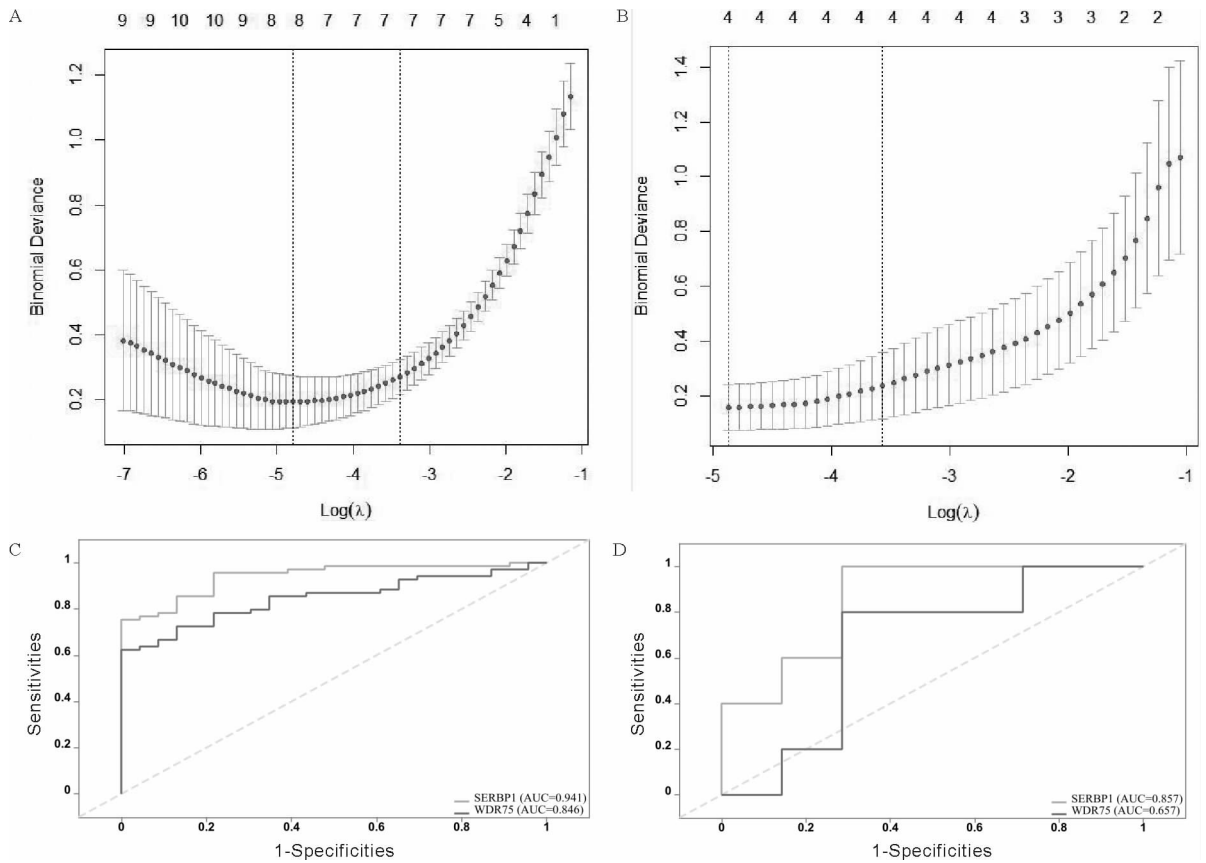 A
9 9 10 10 9 8 8 7 7 7 7 7 5 4 1
1.2
1.0
0.8
0.6
0.4
0.2
Binomial Deviance
-7 -6 -5 -4 -3 -2 -1
Log(λ)
B
4 4 4 4 4 4 4 4 3 3 3 2 2
1.4
1.2
1.0
0.8
0.6
0.4
0.2
Binomial Deviance
-5 -4 -3 -2 -1
Log(λ)
C
1
0.8
0.6
0.4
0.2
0
Sensitivities
SERBP1 (AUC=0.941)
WDR75 (AUC=0.846)
0 0.2 0.4 0.6 0.8 1
1-Specificities
D
1
0.8
0.6
0.4
0.2
0
Sensitivities
SERBP1 (AUC=0.857)
WDR75 (AUC=0.657)
0 0.2 0.4 0.6 0.8 1
1-Specificities